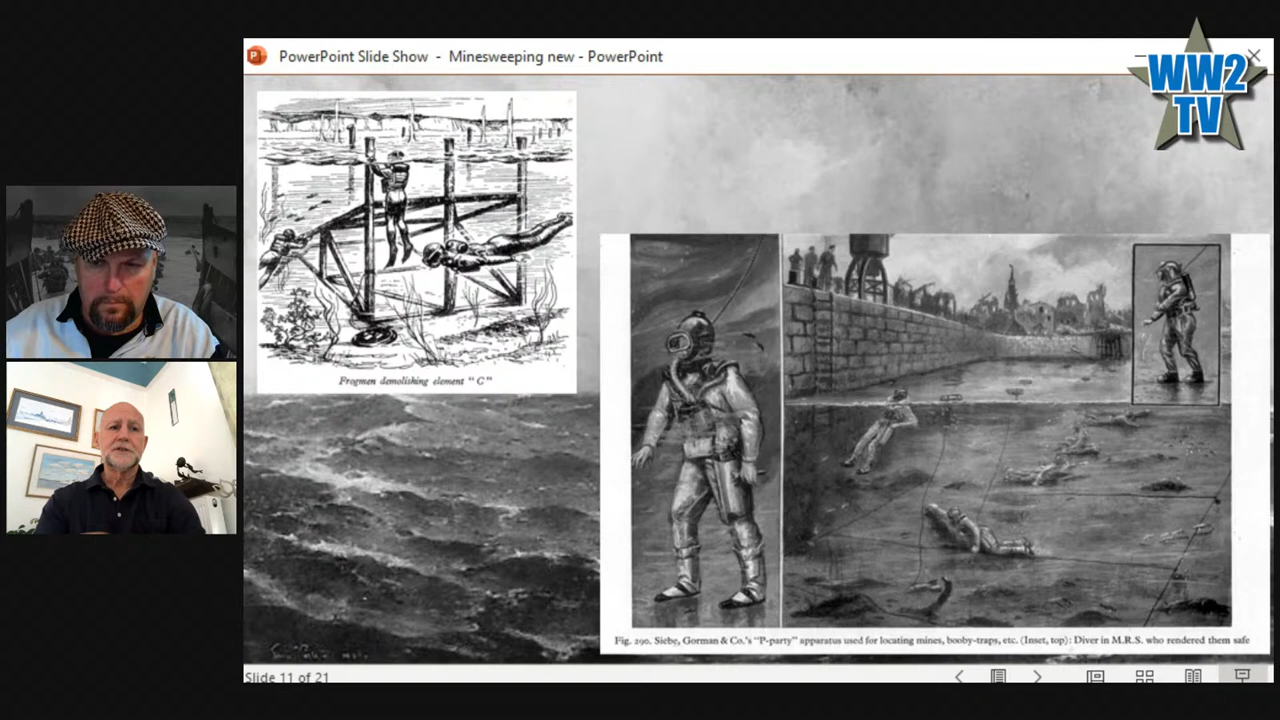 PowerPoint Slide Show - Minesweeping new - PowerPoint
WW2
TV
Frogmen demolishing element "C"
Fig. 290. Siebe, Gorman & Co.'s "P-party" apparatus used for locating mines, booby-traps, etc. (Inset, top): Diver in M.R.S. who rendered them safe
Slide 11 of 21